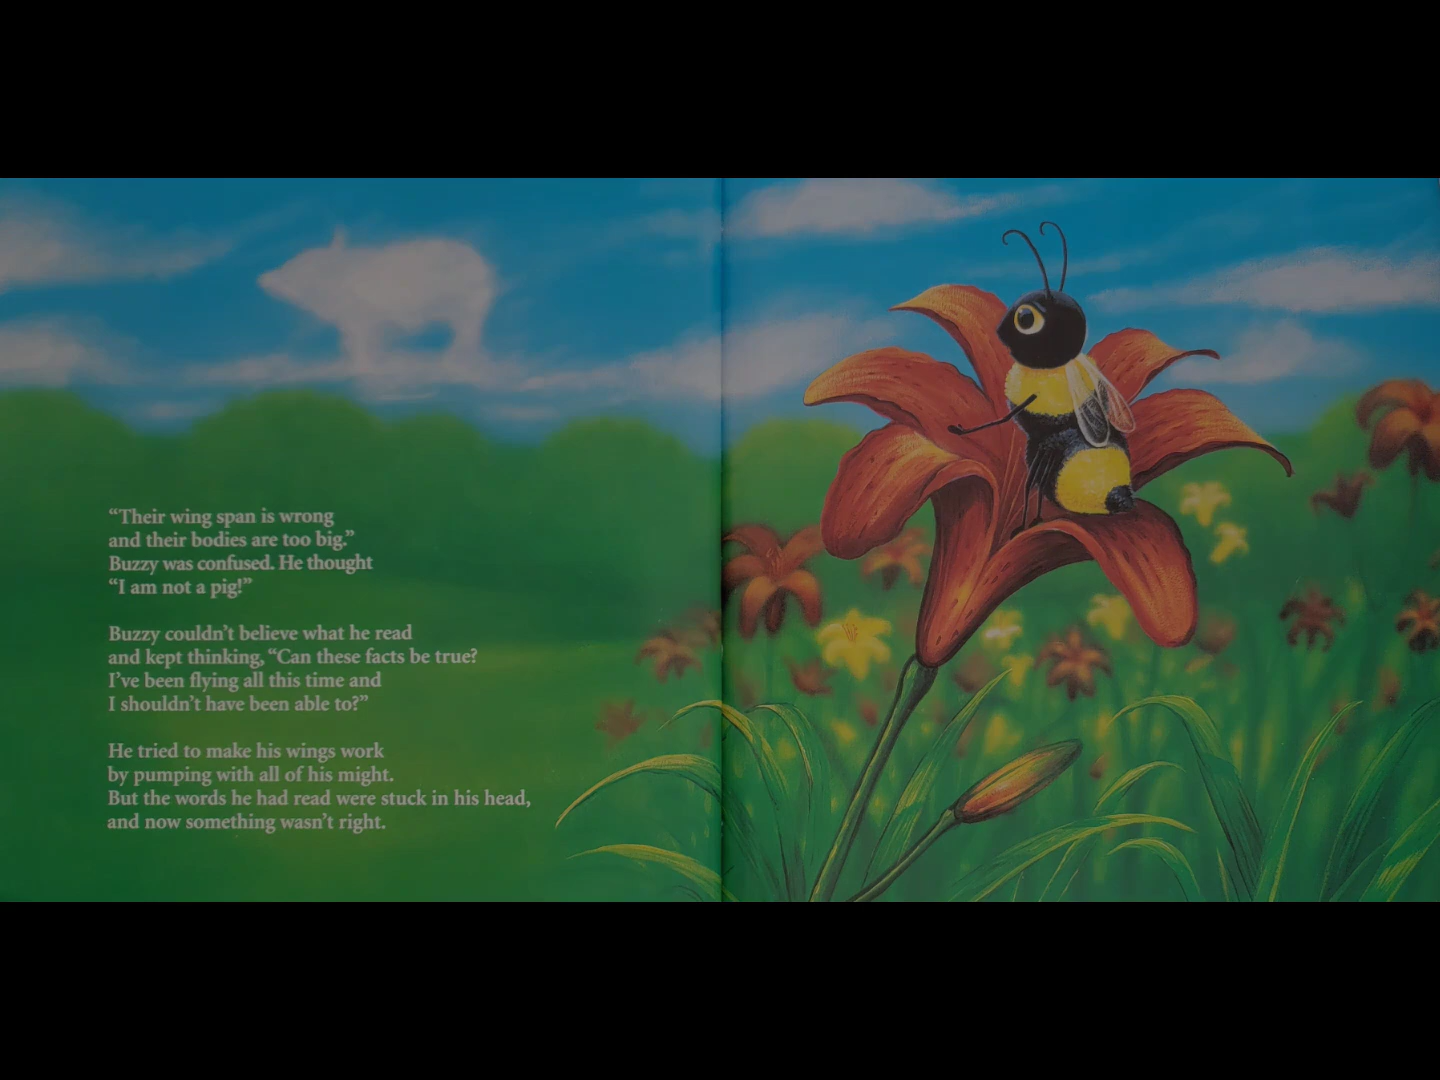 “Their wing span is wrong
and their bodies are too big.”
Buzzy was confused. He thought
“I am not a pig!”
Buzzy couldn’t believe what he read
and kept thinking, “Can these facts be true?
I’ve been flying all this time and
I shouldn’t have been able to?”
He tried to make his wings work
by pumping with all of his might.
But the words he had read were stuck in his head,
and now something wasn’t right.